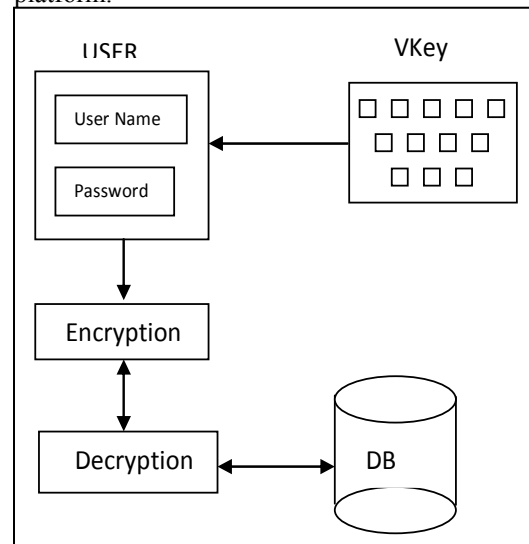 platform.
USER
VKey
User Name
Password
Encryption
Decryption
DB